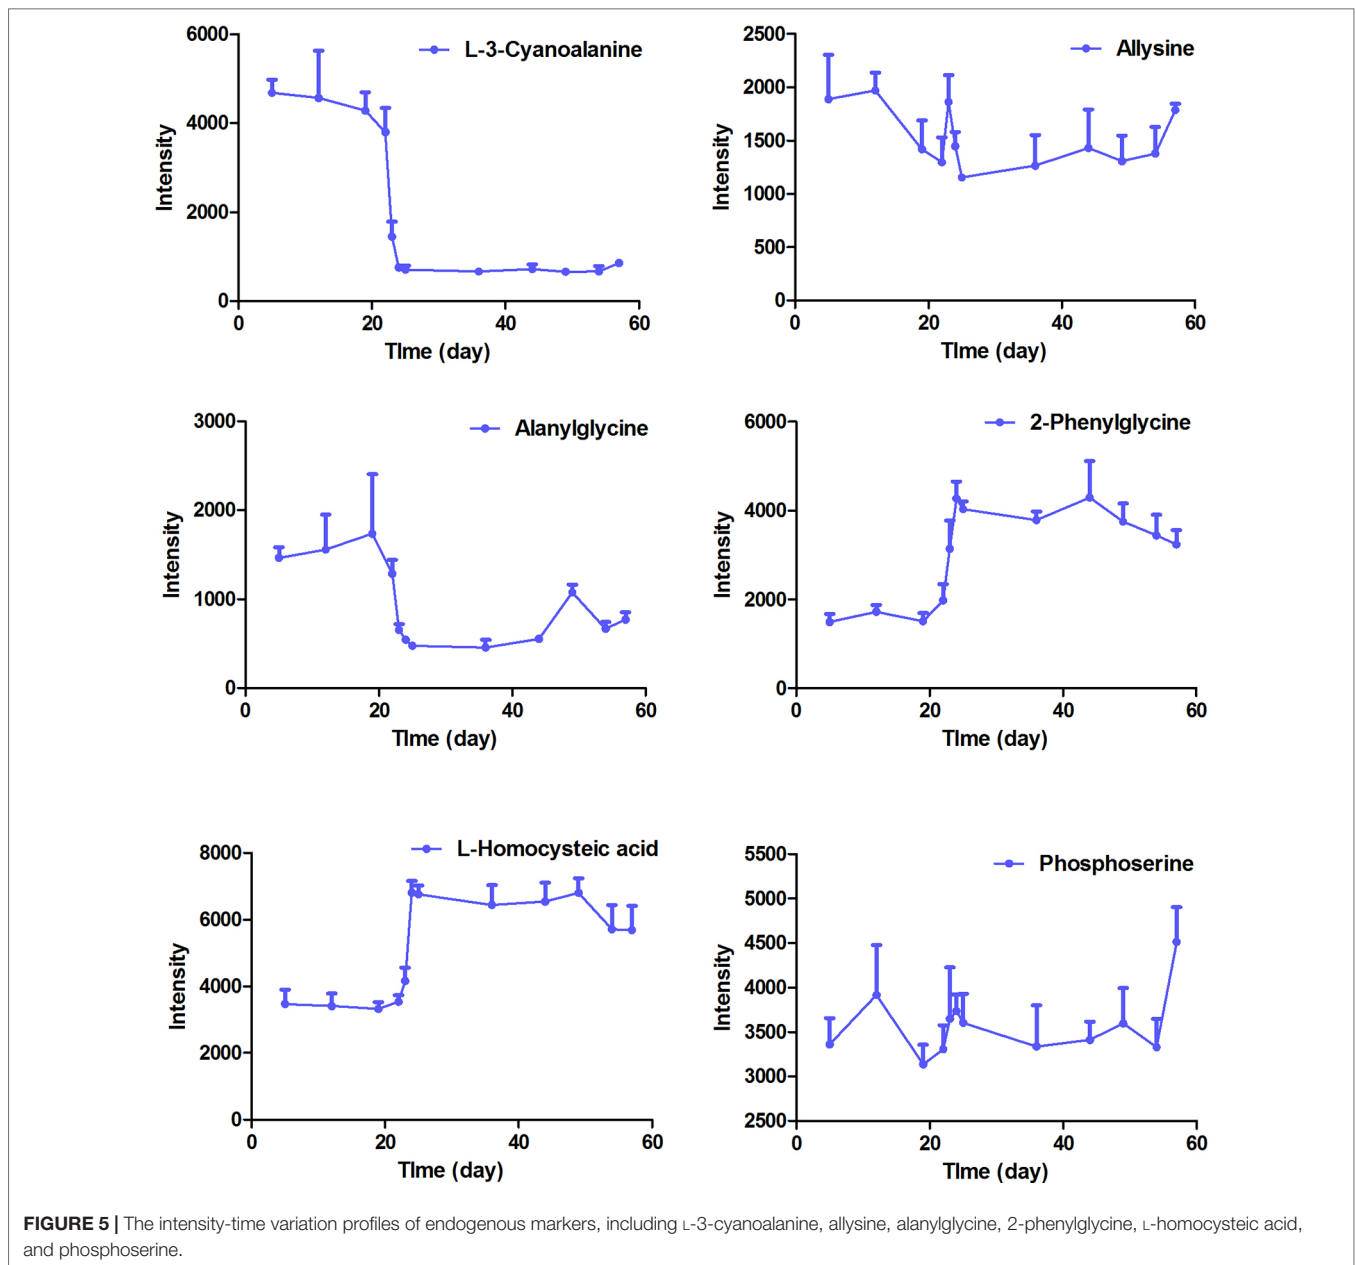 L-3-Cyanoalanine
6000
4000
2000
0
Intensity
0 20 40 60
TIme (day)
Allysine
2500
2000
1500
1000
500
0
Intensity
0 20 40 60
TIme (day)
Alanylglycine
3000
2000
1000
0
Intensity
0 20 40 60
TIme (day)
2-Phenylglycine
6000
4000
2000
0
Intensity
0 20 40 60
TIme (day)
L-Homocysteic acid
8000
6000
4000
2000
0
Intensity
0 20 40 60
TIme (day)
Phosphoserine
5500
5000
4500
4000
3500
3000
2500
Intensity
0 20 40 60
TIme (day)
FIGURE 5 | The intensity-time variation profiles of endogenous markers, including L-3-cyanoalanine, allysine, alanylglycine, 2-phenylglycine, L-homocysteic acid,
and phosphoserine.